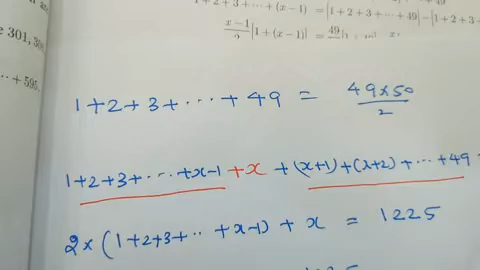 1+2+3+⋯+(x−1) = |1+2+3+⋯+49|−|1+2+3
x−1/2[1+(x−1)] = 49
e 301, 30
⋯+ 595.
1+2+3+⋯+49 = 49×50/2
1+2+3+⋯+x-1 +x + (x+1)+(x+2)+⋯+49
2×(1+2+3+⋯+x-1) + x = 1225